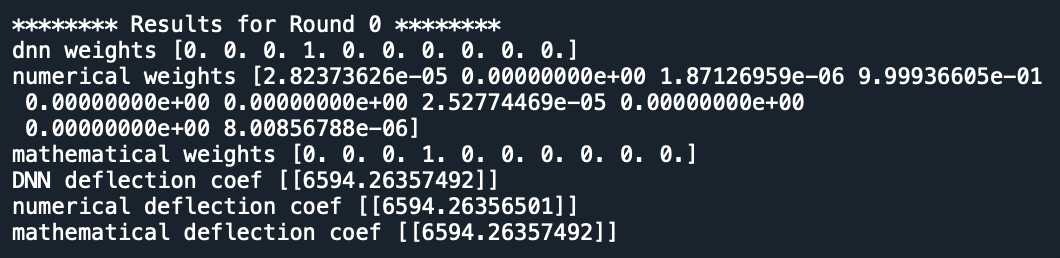 ******** Results for Round 0 ********
dnn weights [0. 0. 0. 1. 0. 0. 0. 0. 0. 0.]
numerical weights [2.82373626e-05 0.00000000e+00 1.87126959e-06 9.99936605e-01
 0.00000000e+00 0.00000000e+00 2.52774469e-05 0.00000000e+00
 0.00000000e+00 8.00856788e-06]
mathematical weights [0. 0. 0. 1. 0. 0. 0. 0. 0. 0.]
DNN deflection coef [[6594.26357492]]
numerical deflection coef [[6594.26356501]]
mathematical deflection coef [[6594.26357492]]